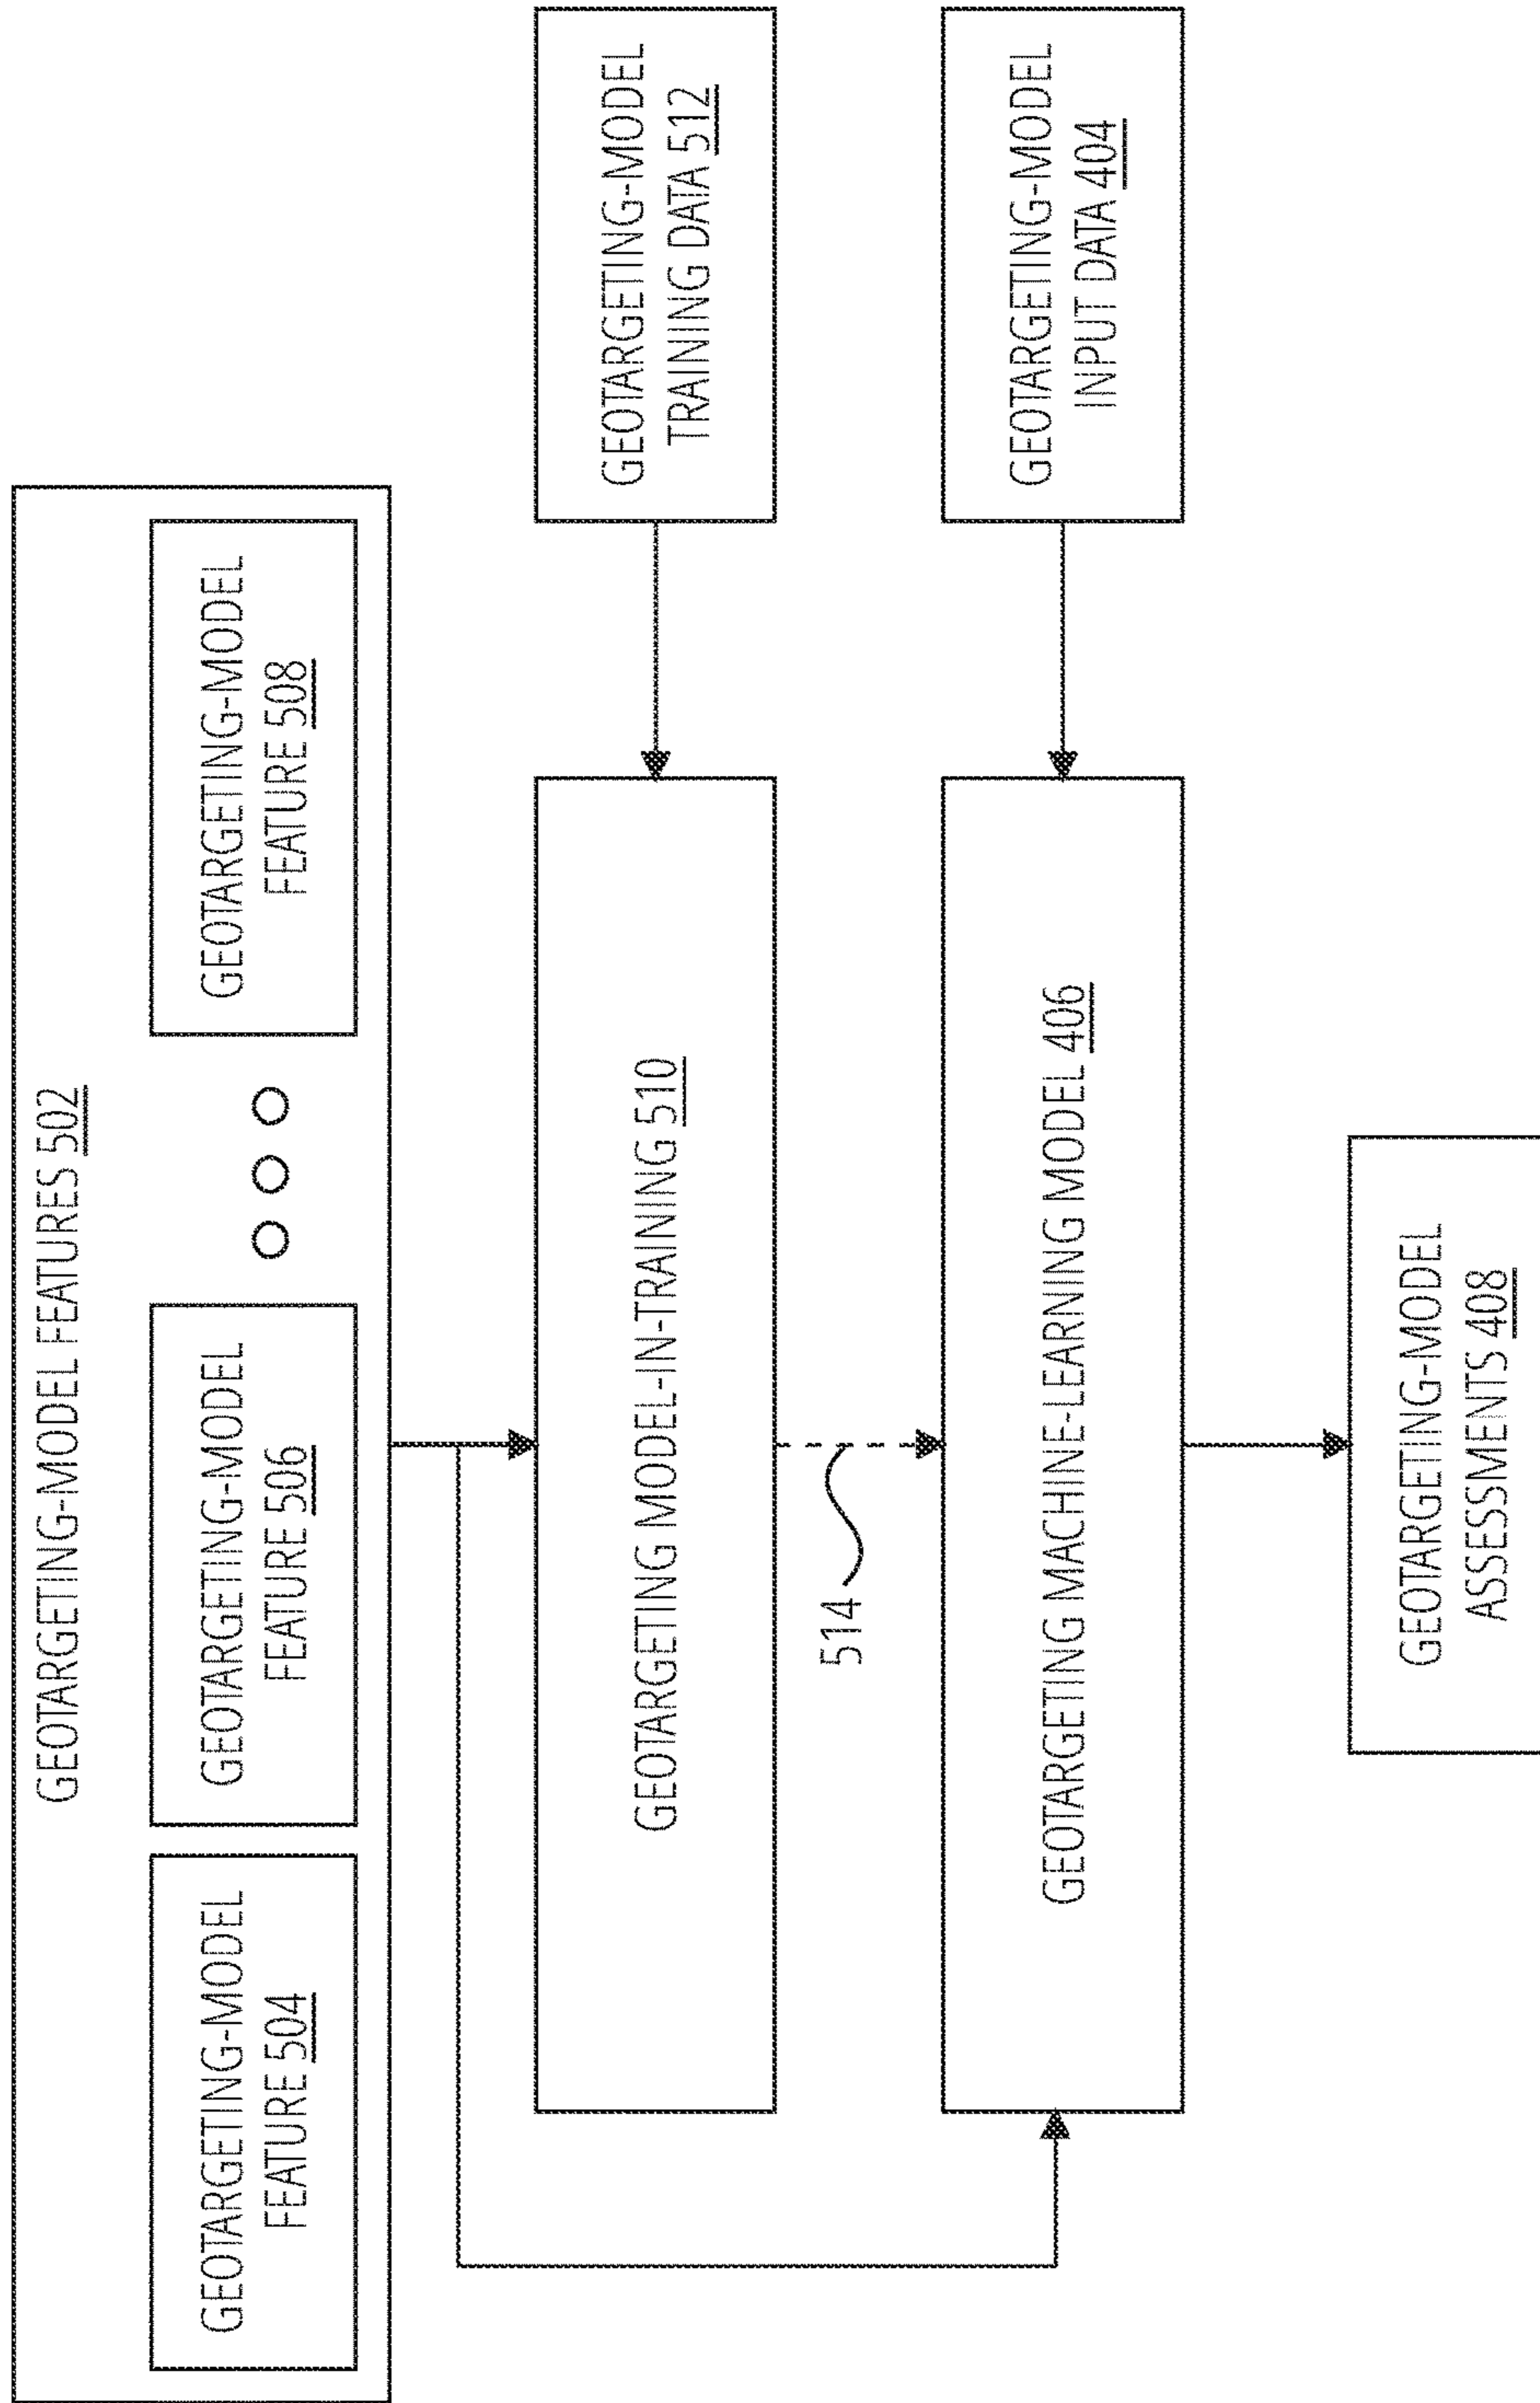 GEOTARGETING-MODEL FEATURES 502
GEOTARGETING-MODEL
FEATURE 504
GEOTARGETING-MODEL
FEATURE 506
GEOTARGETING-MODEL
FEATURE 508
GEOTARGETING MODEL-IN-TRAINING 510
GEOTARGETING-MODEL
TRAINING DATA 512
514
GEOTARGETING MACHINE-LEARNING MODEL 406
GEOTARGETING-MODEL
INPUT DATA 404
GEOTARGETING-MODEL
ASSESSMENTS 408